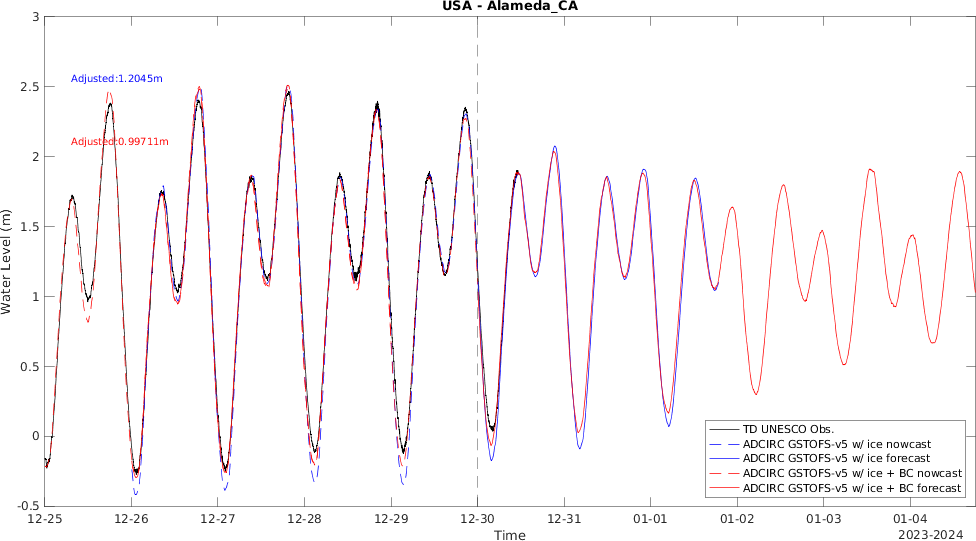 USA - Alameda_CA
3
2.5
2
1.5
1
0.5
0
-0.5
Water Level (m)
Adjusted:1.2045m
Adjusted:0.99711m
TD UNESCO Obs.
ADCIRC GSTOFS-v5 w/ ice nowcast
ADCIRC GSTOFS-v5 w/ ice forecast
ADCIRC GSTOFS-v5 w/ ice + BC nowcast
ADCIRC GSTOFS-v5 w/ ice + BC forecast
12-25 12-26 12-27 12-28 12-29 12-30 12-31 01-01 01-02 01-03 01-04
Time
2023-2024